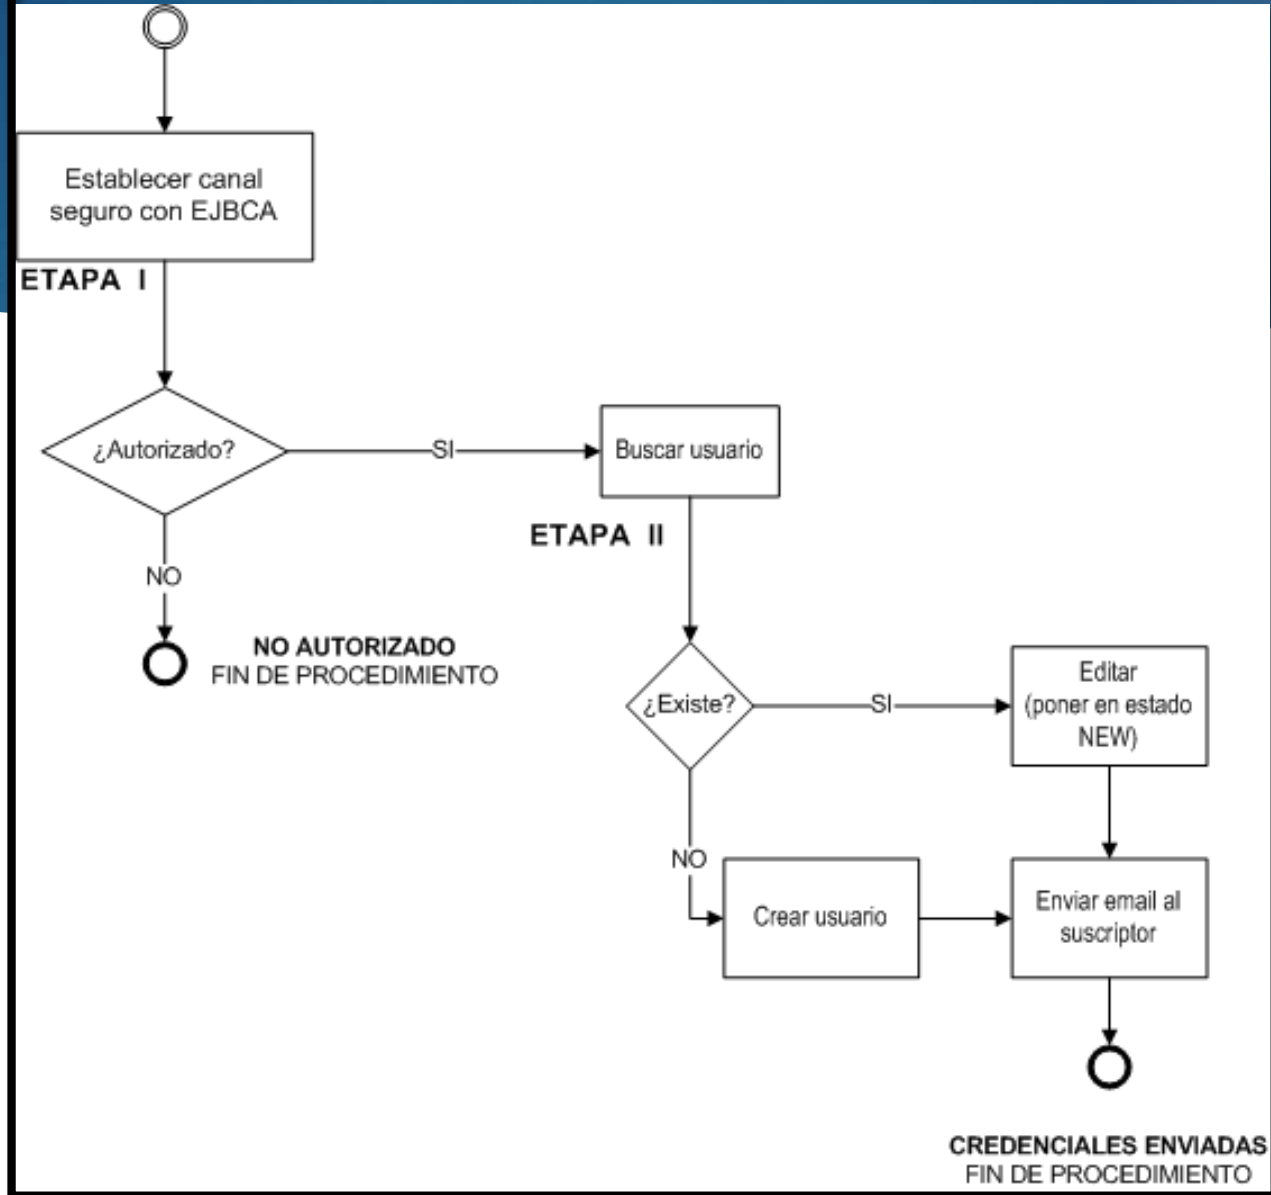 Establecer canal
seguro con EJBCA
ETAPA I
¿Autorizado?
SI
Buscar usuario
ETAPA II
NO
NO AUTORIZADO
FIN DE PROCEDIMIENTO
¿Existe?
SI
Editar
(poner en estado
NEW)
NO
Crear usuario
Enviar email al
suscriptor
CREDENCIALES ENVIADAS
FIN DE PROCEDIMIENTO